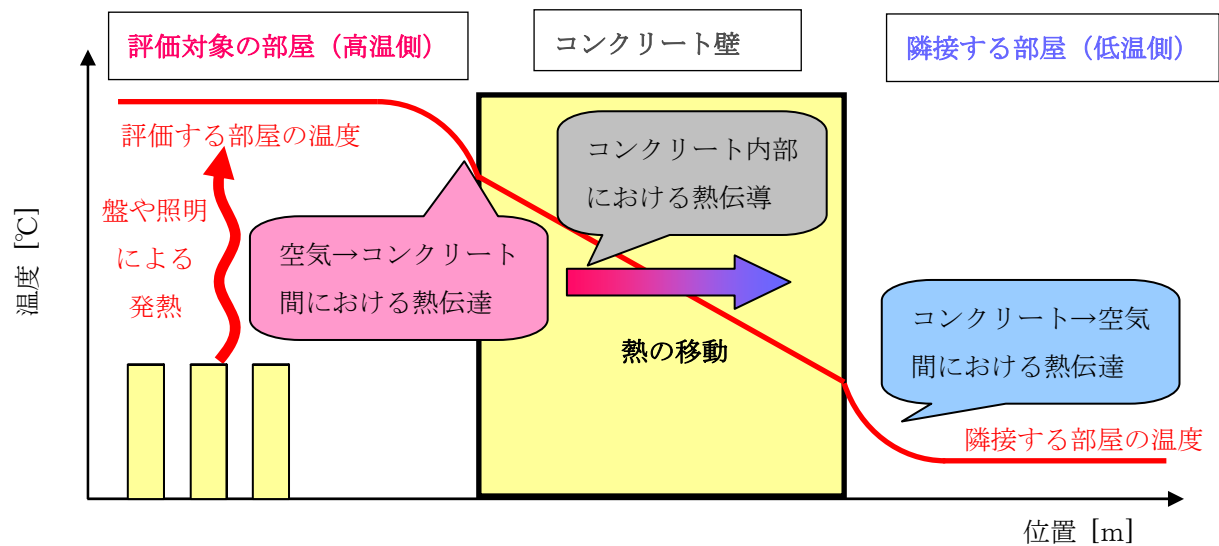 評価対象の部屋（高温側）
コンクリート壁
隣接する部屋（低温側）
評価する部屋の温度
盤や照明
による
発熱
空気→コンクリート
間における熱伝達
コンクリート内部
における熱伝導
熱の移動
コンクリート→空気
間における熱伝達
隣接する部屋の温度
温度 [℃]
位置 [m]